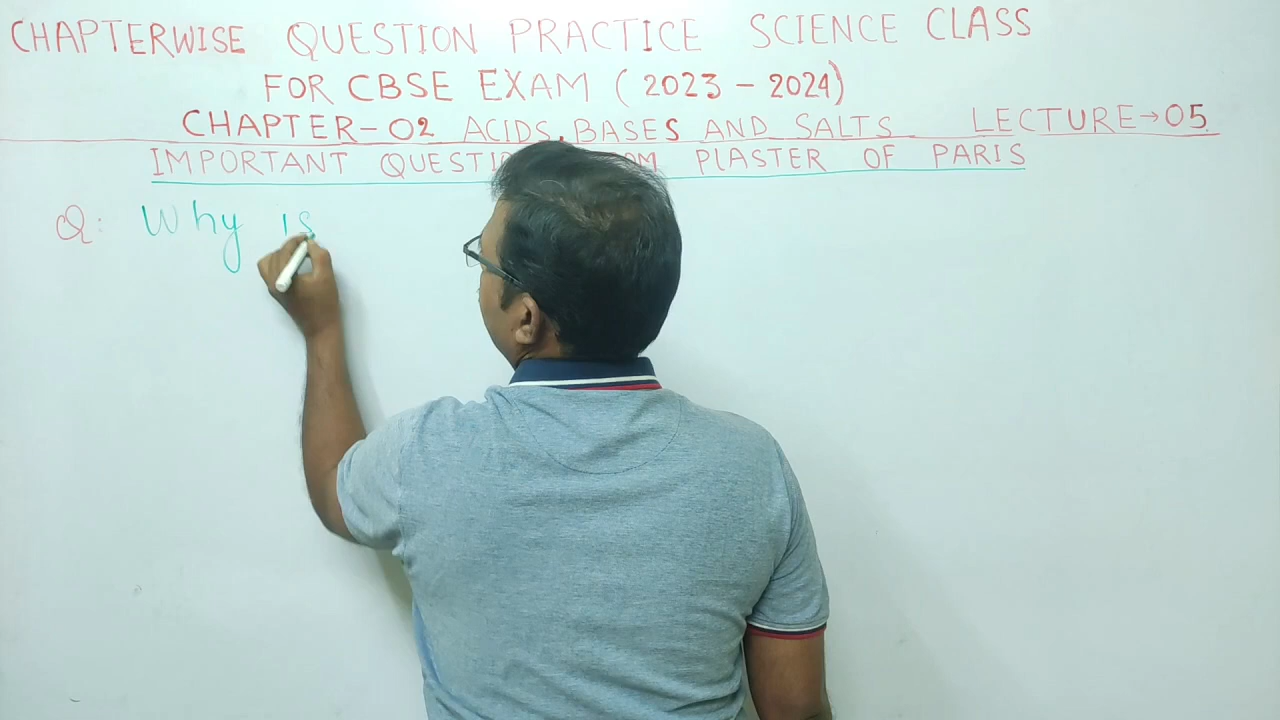 CHAPTERWISE QUESTION PRACTICE SCIENCE CLASS
FOR CBSE EXAM (2023 - 2024)
CHAPTER-02 ACIDS, BASES AND SALTS LECTURE→05
IMPORTANT PLASTER OF PARIS
Q: Why is